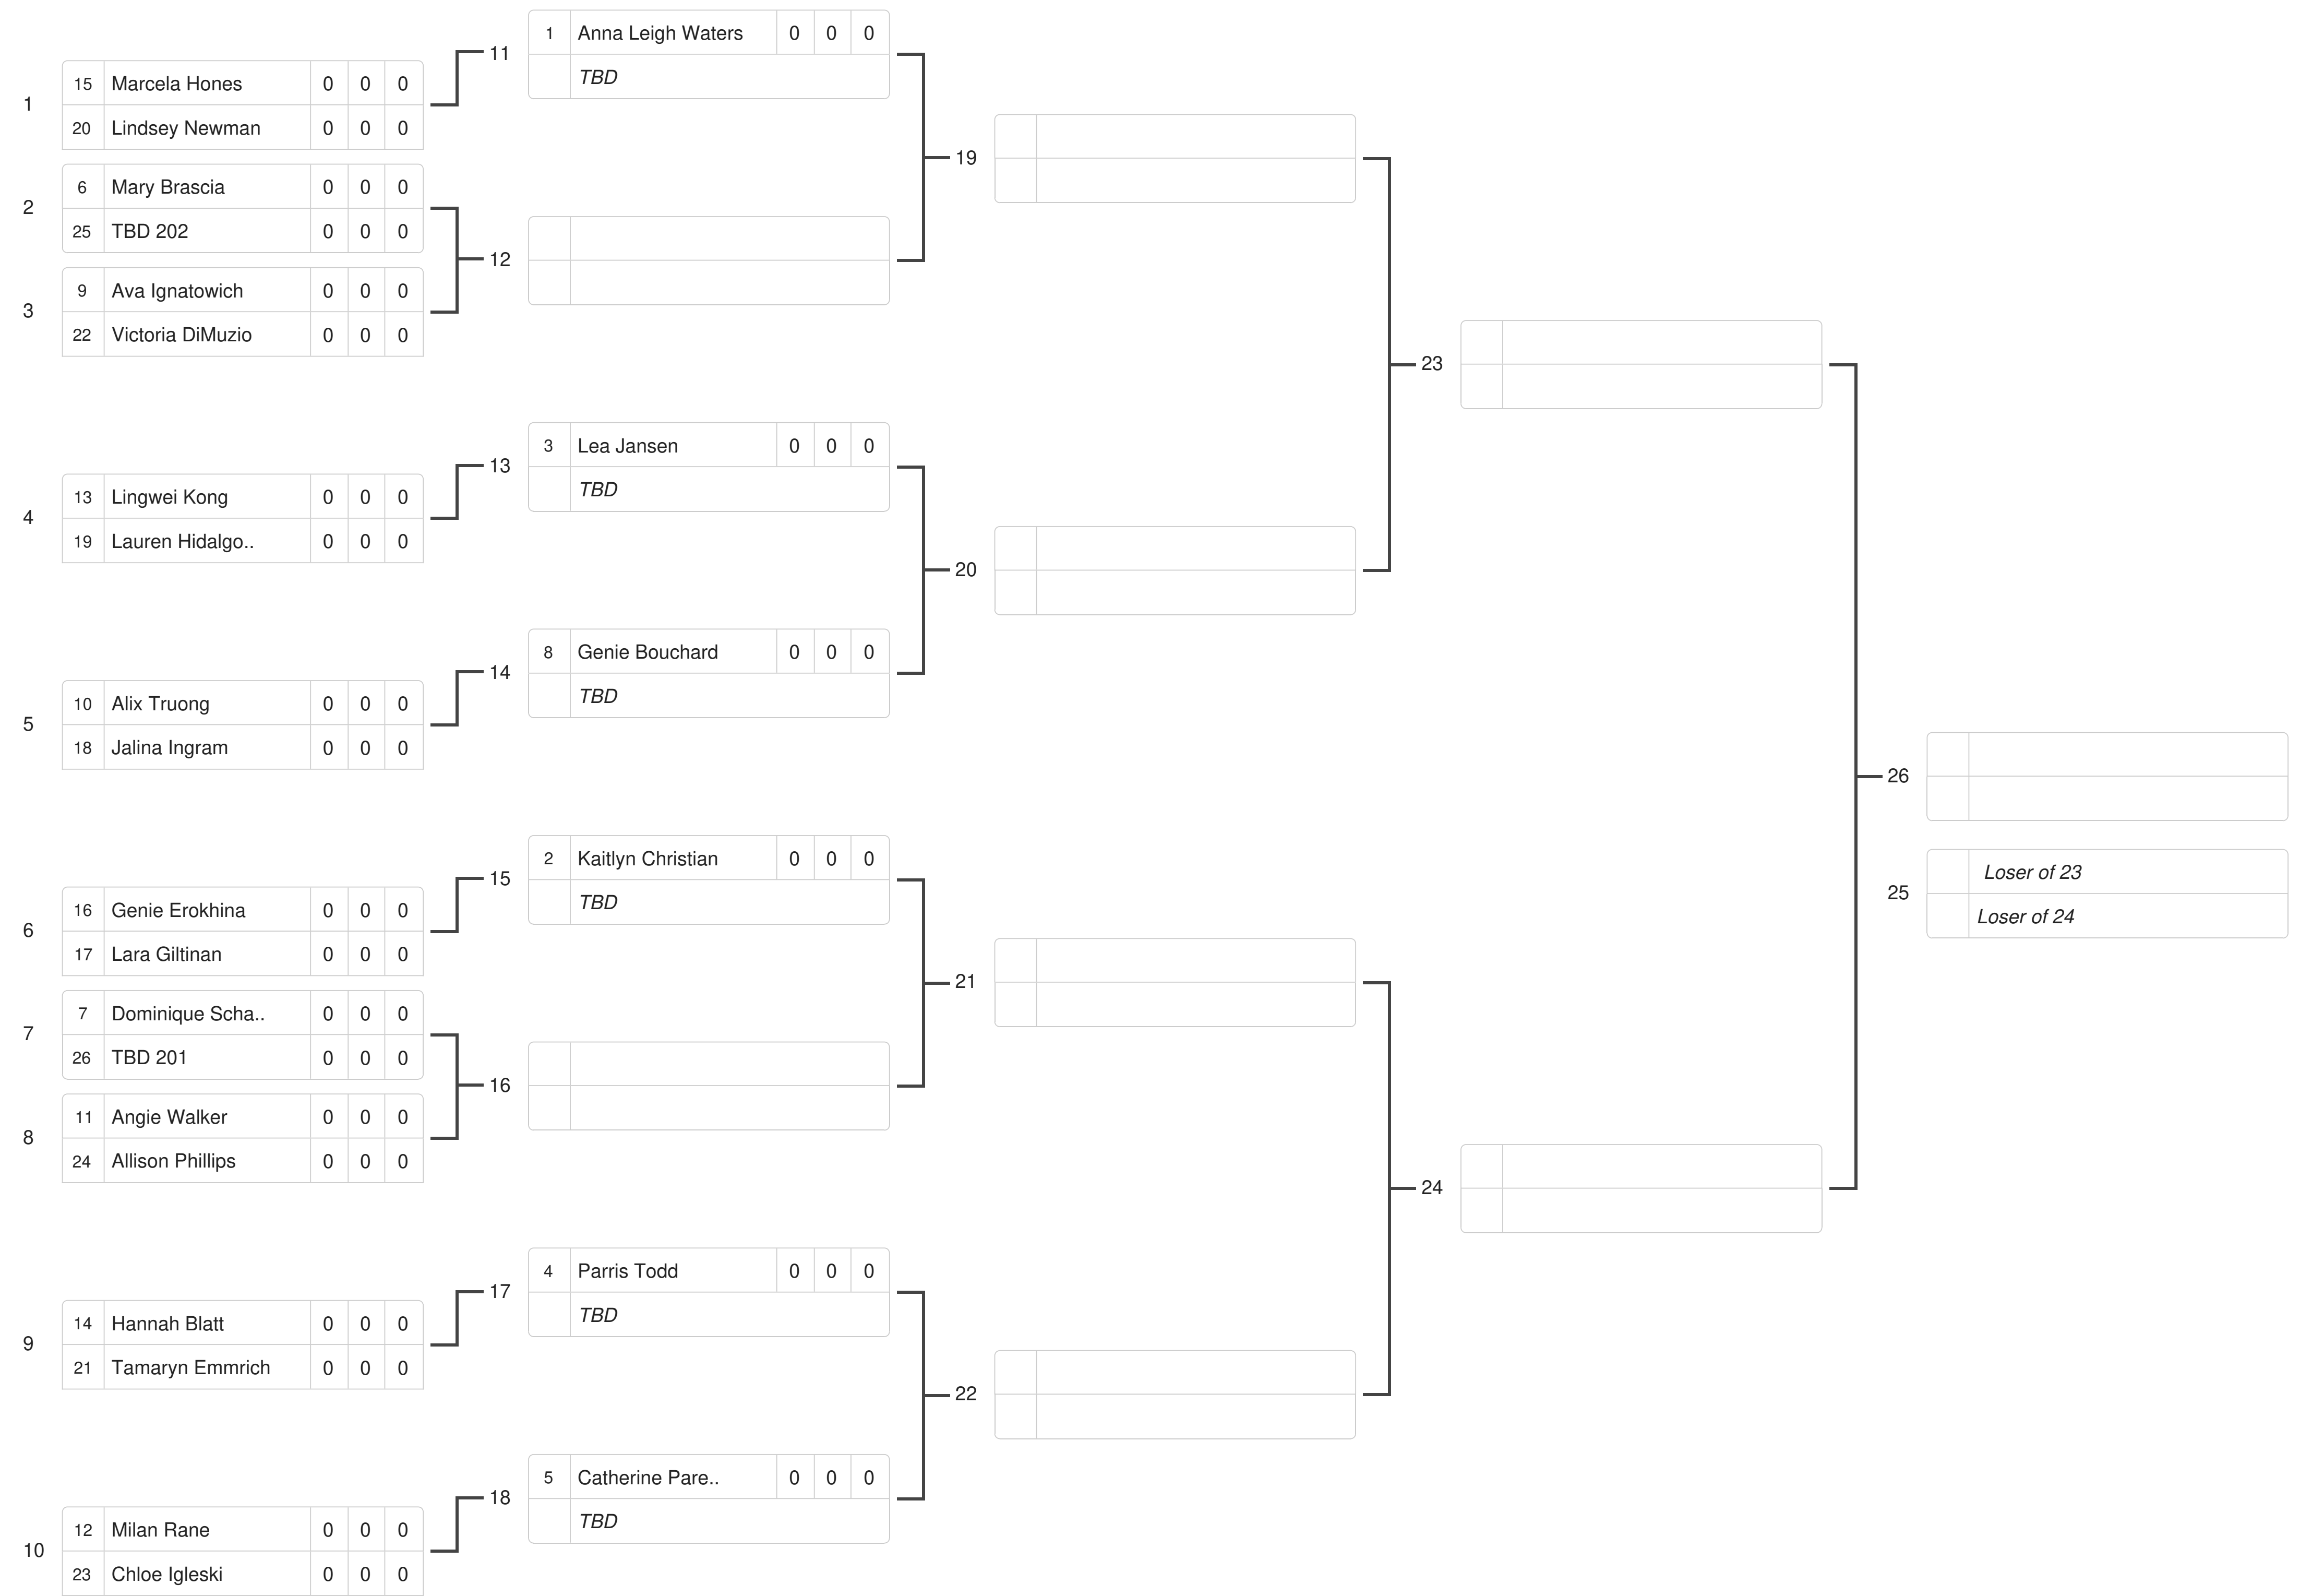 1
15 Marcela Hones 0 0 0
20 Lindsey Newman 0 0 0
2
6 Mary Brascia 0 0 0
25 TBD 202 0 0 0
3
9 Ava Ignatowich 0 0 0
22 Victoria DiMuzio 0 0 0
4
13 Lingwei Kong 0 0 0
19 Lauren Hidalgo.. 0 0 0
5
10 Alix Truong 0 0 0
18 Jalina Ingram 0 0 0
6
16 Genie Erokhina 0 0 0
17 Lara Giltinan 0 0 0
7
7 Dominique Scha.. 0 0 0
26 TBD 201 0 0 0
8
11 Angie Walker 0 0 0
24 Allison Phillips 0 0 0
9
14 Hannah Blatt 0 0 0
21 Tamaryn Emmrich 0 0 0
10
12 Milan Rane 0 0 0
23 Chloe Igleski 0 0 0
11
1 Anna Leigh Waters 0 0 0
TBD
12
13
3 Lea Jansen 0 0 0
TBD
14
8 Genie Bouchard 0 0 0
TBD
15
2 Kaitlyn Christian 0 0 0
TBD
16
17
4 Parris Todd 0 0 0
TBD
18
5 Catherine Pare.. 0 0 0
TBD
19
20
21
22
23
24
26
25
Loser of 23
Loser of 24